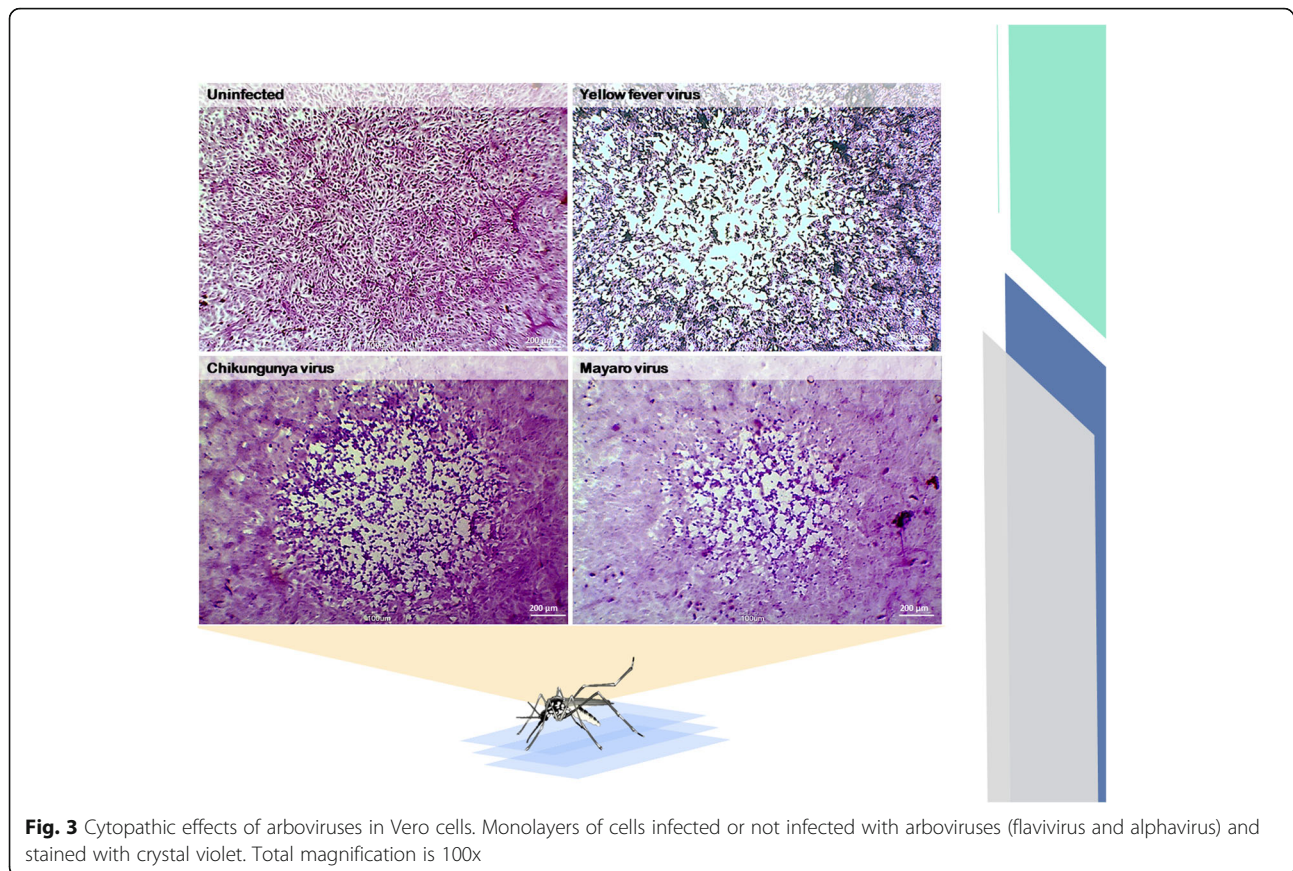 Uninfected
Yellow fever virus
200 µm
Chikungunya virus
Mayaro virus
200 µm
100um
200 µm
100um
Fig. 3 Cytopathic effects of arboviruses in Vero cells. Monolayers of cells infected or not infected with arboviruses (flavivirus and alphavirus) and
stained with crystal violet. Total magnification is 100x